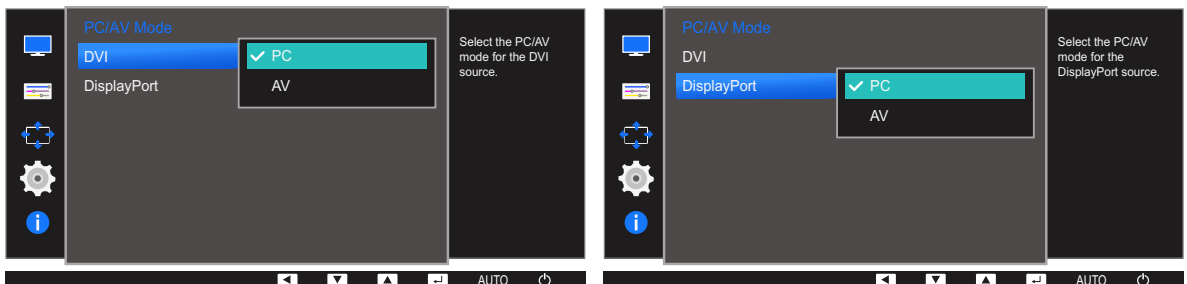 PC/AV Mode
DVI
PC
DisplayPort
AV
Select the PC/AV
mode for the DVI
source.
AUTO
PC/AV Mode
DVI
DisplayPort
PC
AV
Select the PC/AV
mode for the
DisplayPort source.
AUTO